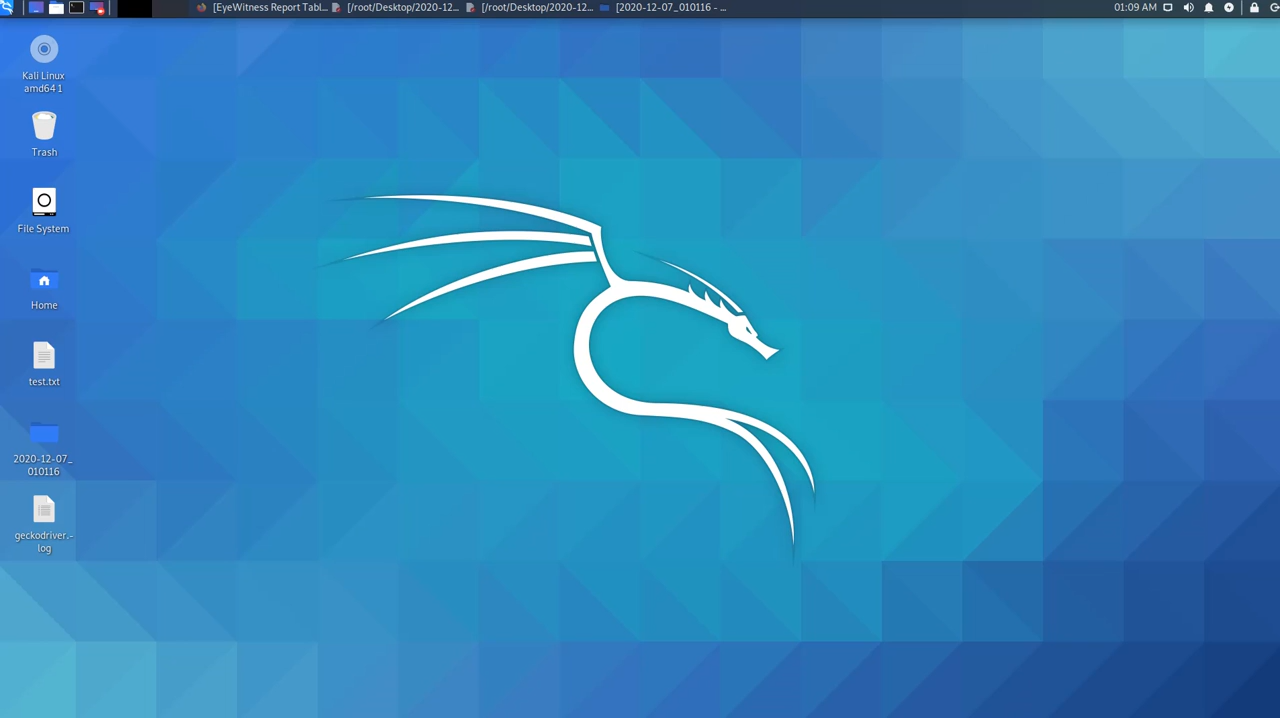 [EyeWitness Report Tabl...
[/root/Desktop/2020-12...
[/root/Desktop/2020-12...
[2020-12-07_010116 - ...
01:09 AM
Kali Linux
amd64 1
Trash
File System
Home
test.txt
2020-12-07_
010116
geckodriver.-
log